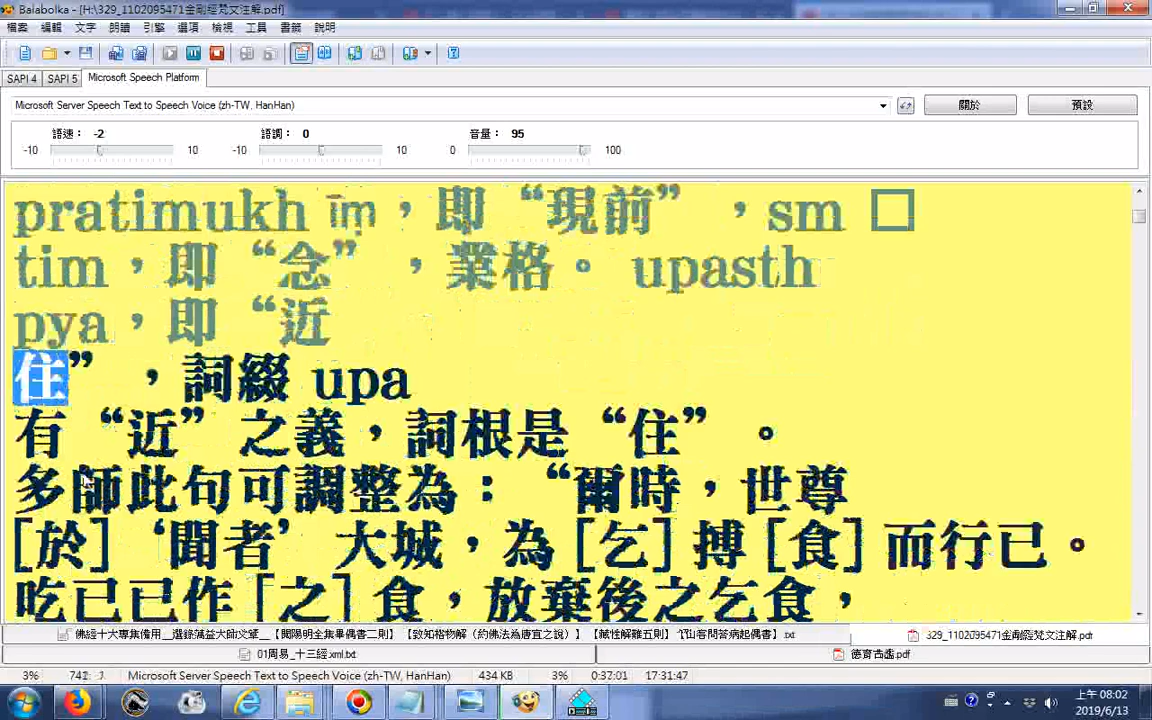 Balabolka - [H:\329_1102095471金剛經梵文注解.pdf]
檔案 編輯 文字 朗讀 引擎 選項 檢視 工具 書籤 說明
SAPI 4 SAPI 5 Microsoft Speech Platform
Microsoft Server Speech Text to Speech Voice (zh-TW, HanHan) 關於 預設
語速： -2 語調： 0 音量： 95
-10 10 -10 10 0 100
pratimukh īm，即“現前”，sm □
tim，即“念”，業格。 upasth
pya，即“近
住”，詞綴 upa
有“近”之義，詞根是“住”。
多師此句可調整為：“爾時，世尊
[於]‘聞者’大城，為[乞]摶[食]而行已。
吃已已作「之］食，放棄後之乞食，
329_1102095471金剛經梵文注解.pdf
01周易_十三經.xml.txt
3% Microsoft Server Speech Text to Speech Voice (zh-TW, HanHan) 434 KB 3% 0:37:01 17:31:47
上午 08:02
2019/6/13